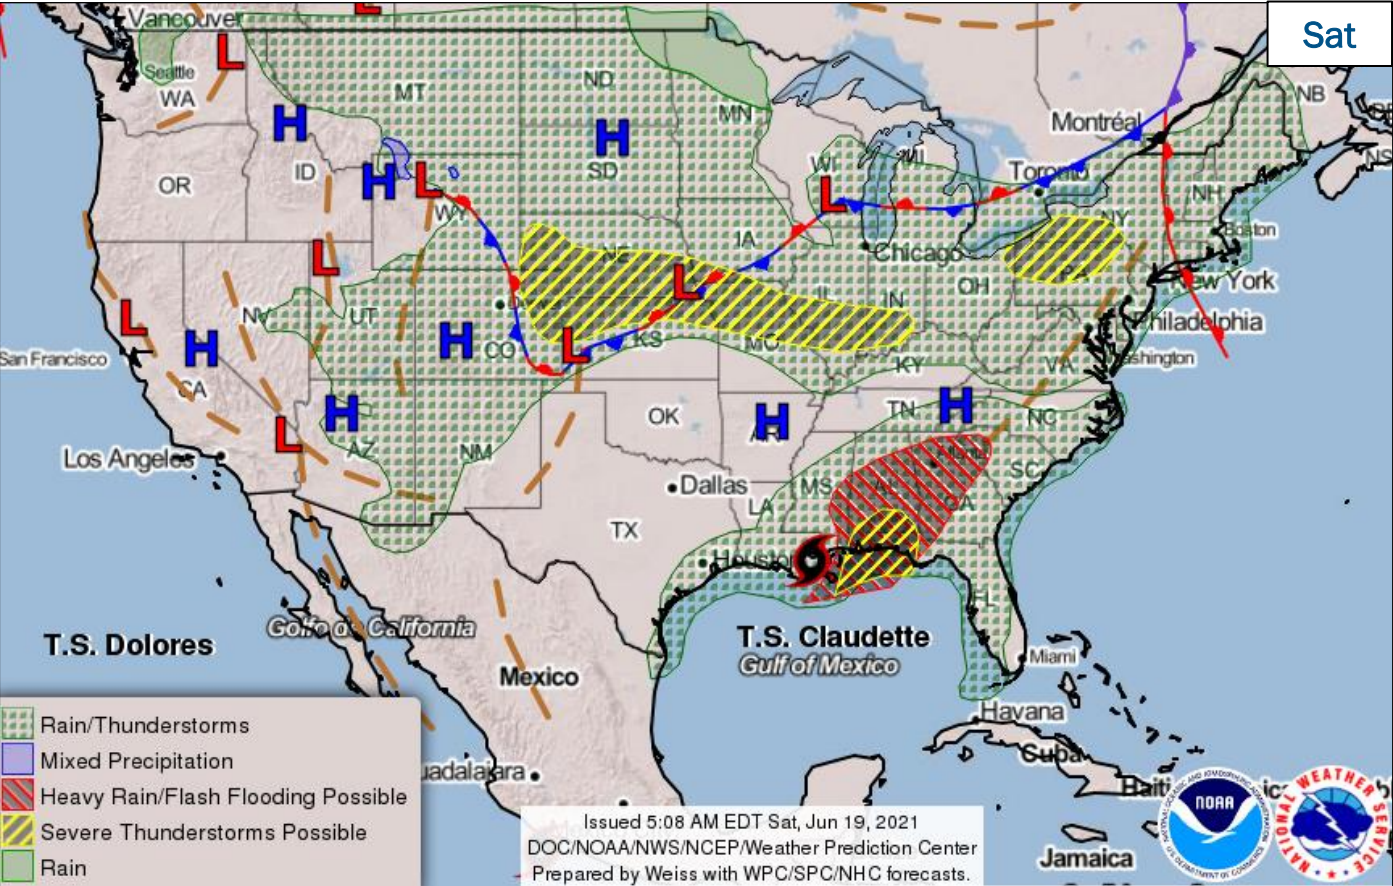 Sat
Vancouver
L
L
Seattle
WA
MT
ND
MN
NB
H
H
Montréal
OR
ID
H
L
SD
WI
MI
L
Toronto
NH
WY
NY
Boston
L
NE
IA
Chicago
L
PA
New York
L
NV
UT
IL
IN
OH
Philadelphia
San Francisco
H
H
CO
L
KS
MO
KY
VA
Washington
CA
H
OK
H
AR
TN
H
NC
L
Los Angeles
AZ
NM
Dallas
LA
MS
AL
Atlanta
GA
SC
TX
Houston
FL
T.S. Dolores
Golfo de California
T.S. Claudette
Gulf of Mexico
Miami
Mexico
Havana
Cuba
Haiti
Jamaica
Rain/Thunderstorms
Mixed Precipitation
Heavy Rain/Flash Flooding Possible
Severe Thunderstorms Possible
Rain
uadalajara
Issued 5:08 AM EDT Sat, Jun 19, 2021
DOC/NOAA/NWS/NCEP/Weather Prediction Center
Prepared by Weiss with WPC/SPC/NHC forecasts.
NOAA
NATIONAL WEATHER SERVICE